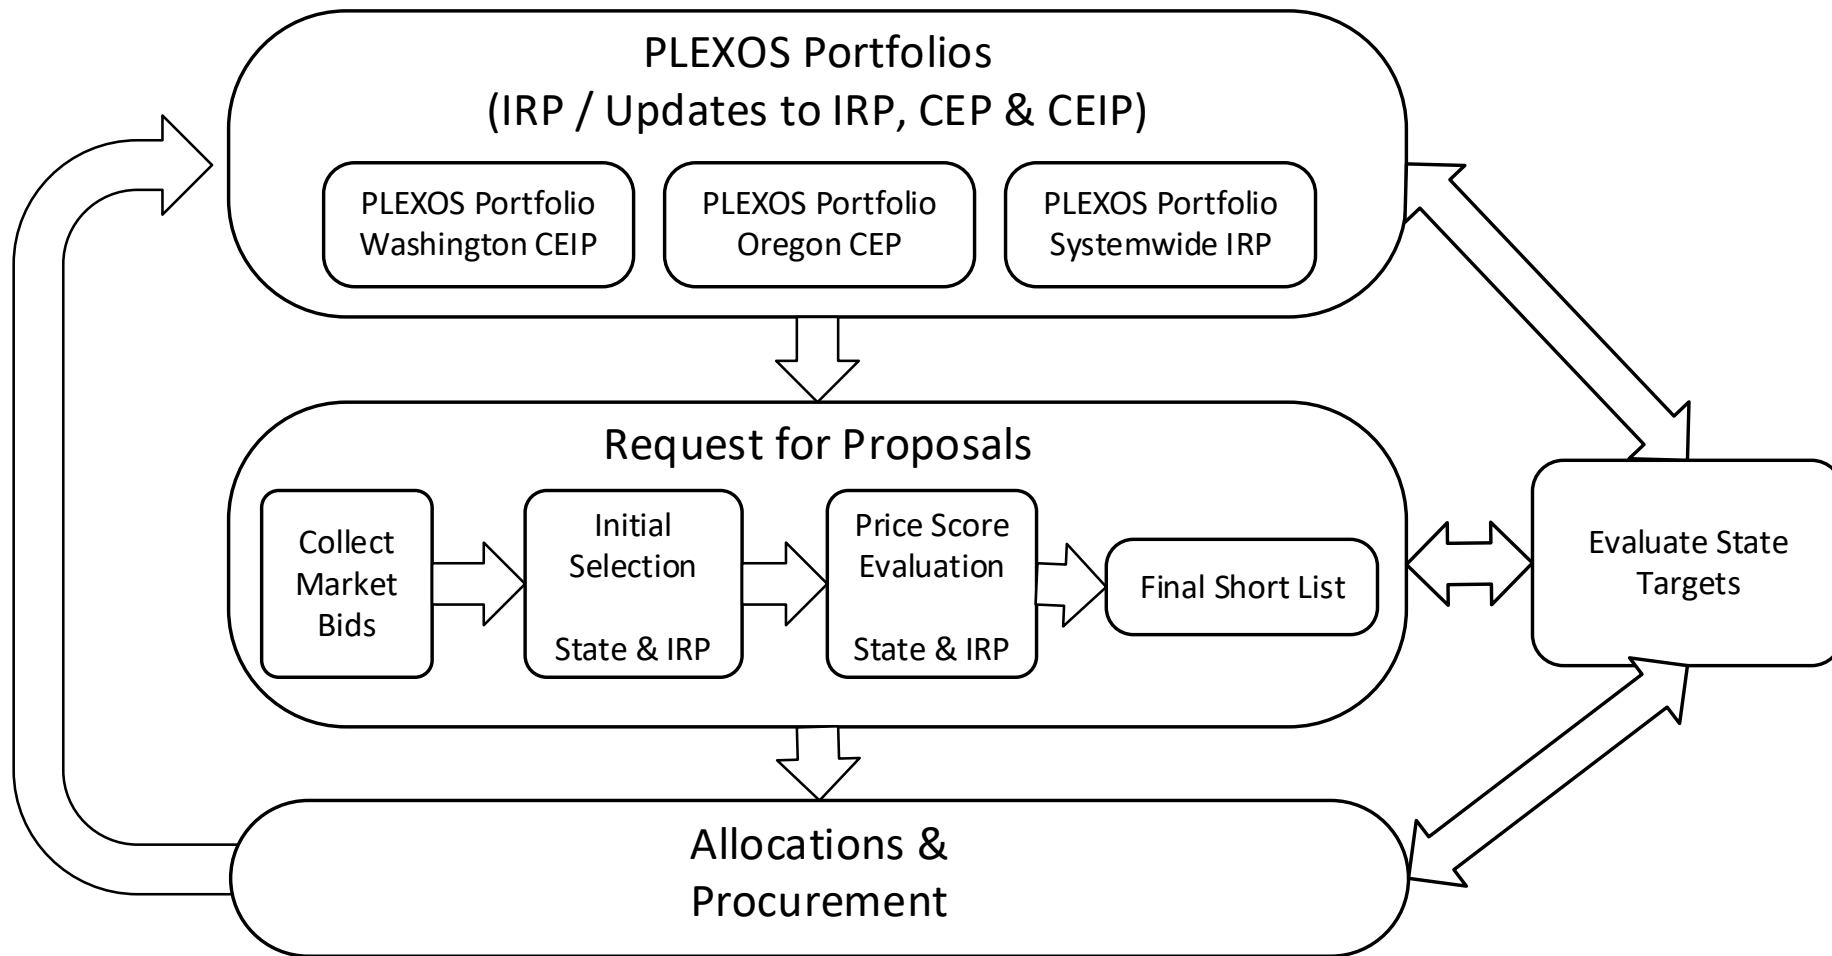 PLEXOS Portfolios
(IRP / Updates to IRP, CEP & CEIP)
PLEXOS Portfolio
Washington CEIP
PLEXOS Portfolio
Oregon CEP
PLEXOS Portfolio
Systemwide IRP
Request for Proposals
Collect
Market
Bids
Initial
Selection
State & IRP
Price Score
Evaluation
State & IRP
Final Short List
Evaluate State
Targets
Allocations &
Procurement